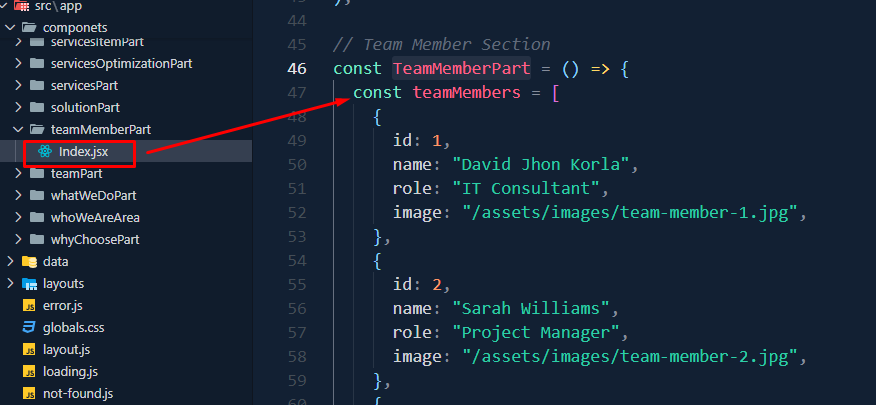 src\app
componets
servicesItemPart
servicesOptimizationPart
servicesPart
solutionPart
teamMemberPart
Index.jsx
teamPart
whatWeDoPart
whoWeAreArea
whyChoosePart
data
layouts
JS error.js
globals.css
JS layout.js
JS loading.js
JS not-found.js
44
45 // Team Member Section
46 const TeamMemberPart = () => {
47 const teamMembers = [
48 {
49 id: 1,
50 name: "David Jhon Korla",
51 role: "IT Consultant",
52 image: "/assets/images/team-member-1.jpg",
53 },
54 {
55 id: 2,
56 name: "Sarah Williams",
57 role: "Project Manager",
58 image: "/assets/images/team-member-2.jpg",
59 },
60 {